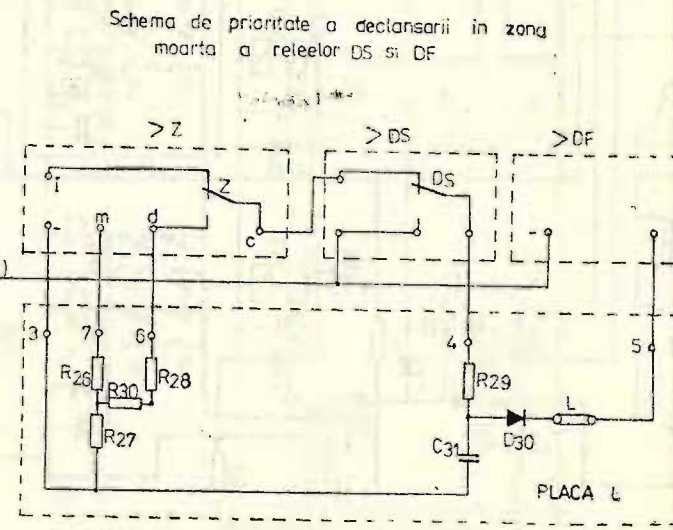 Schema de prioritate a declansarii in zona
moarta a releelor DS si DF
>Z
>DS
>DF
I
Z
DS
-
m
d
c
-
)
3
7
6
4
5
R26
R30
R28
R29
R27
C31
D30
L
PLACA 4